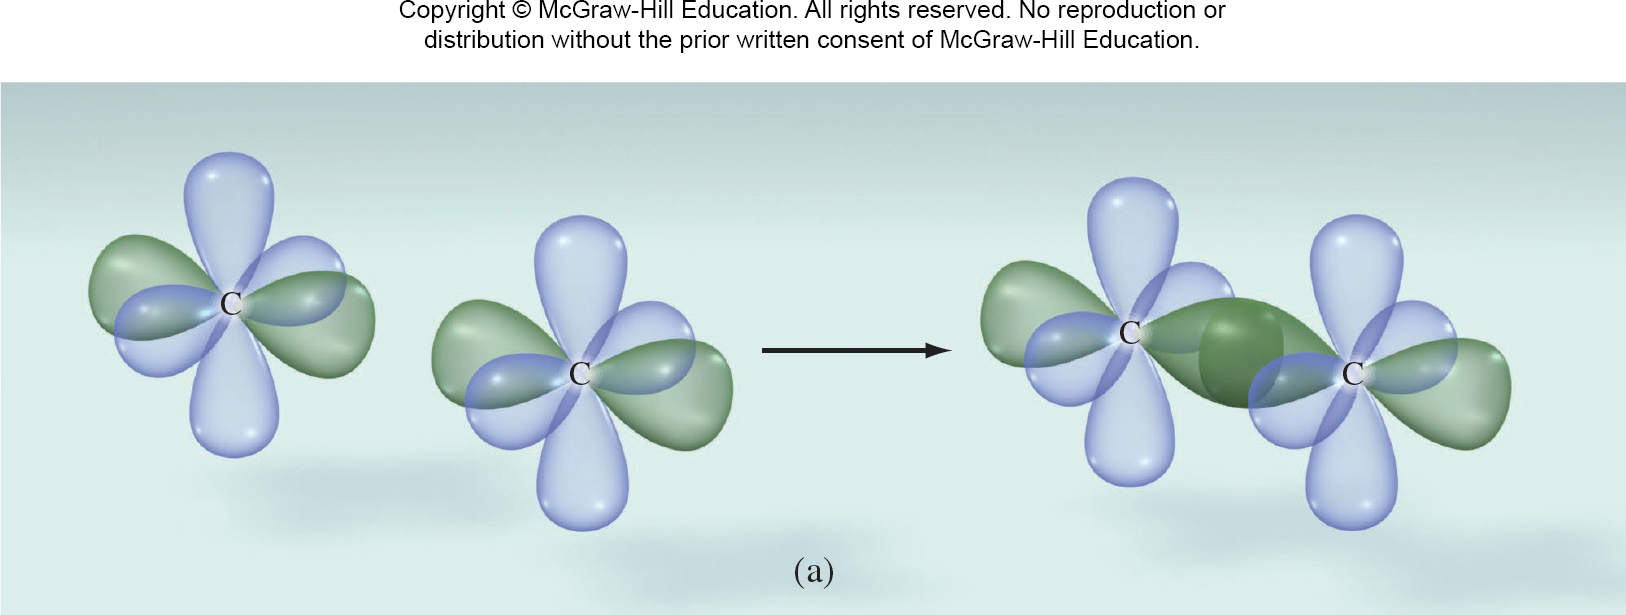 Copyright © McGraw-Hill Education. All rights reserved. No reproduction or
distribution without the prior written consent of McGraw-Hill Education.
C
C
C
C
(a)